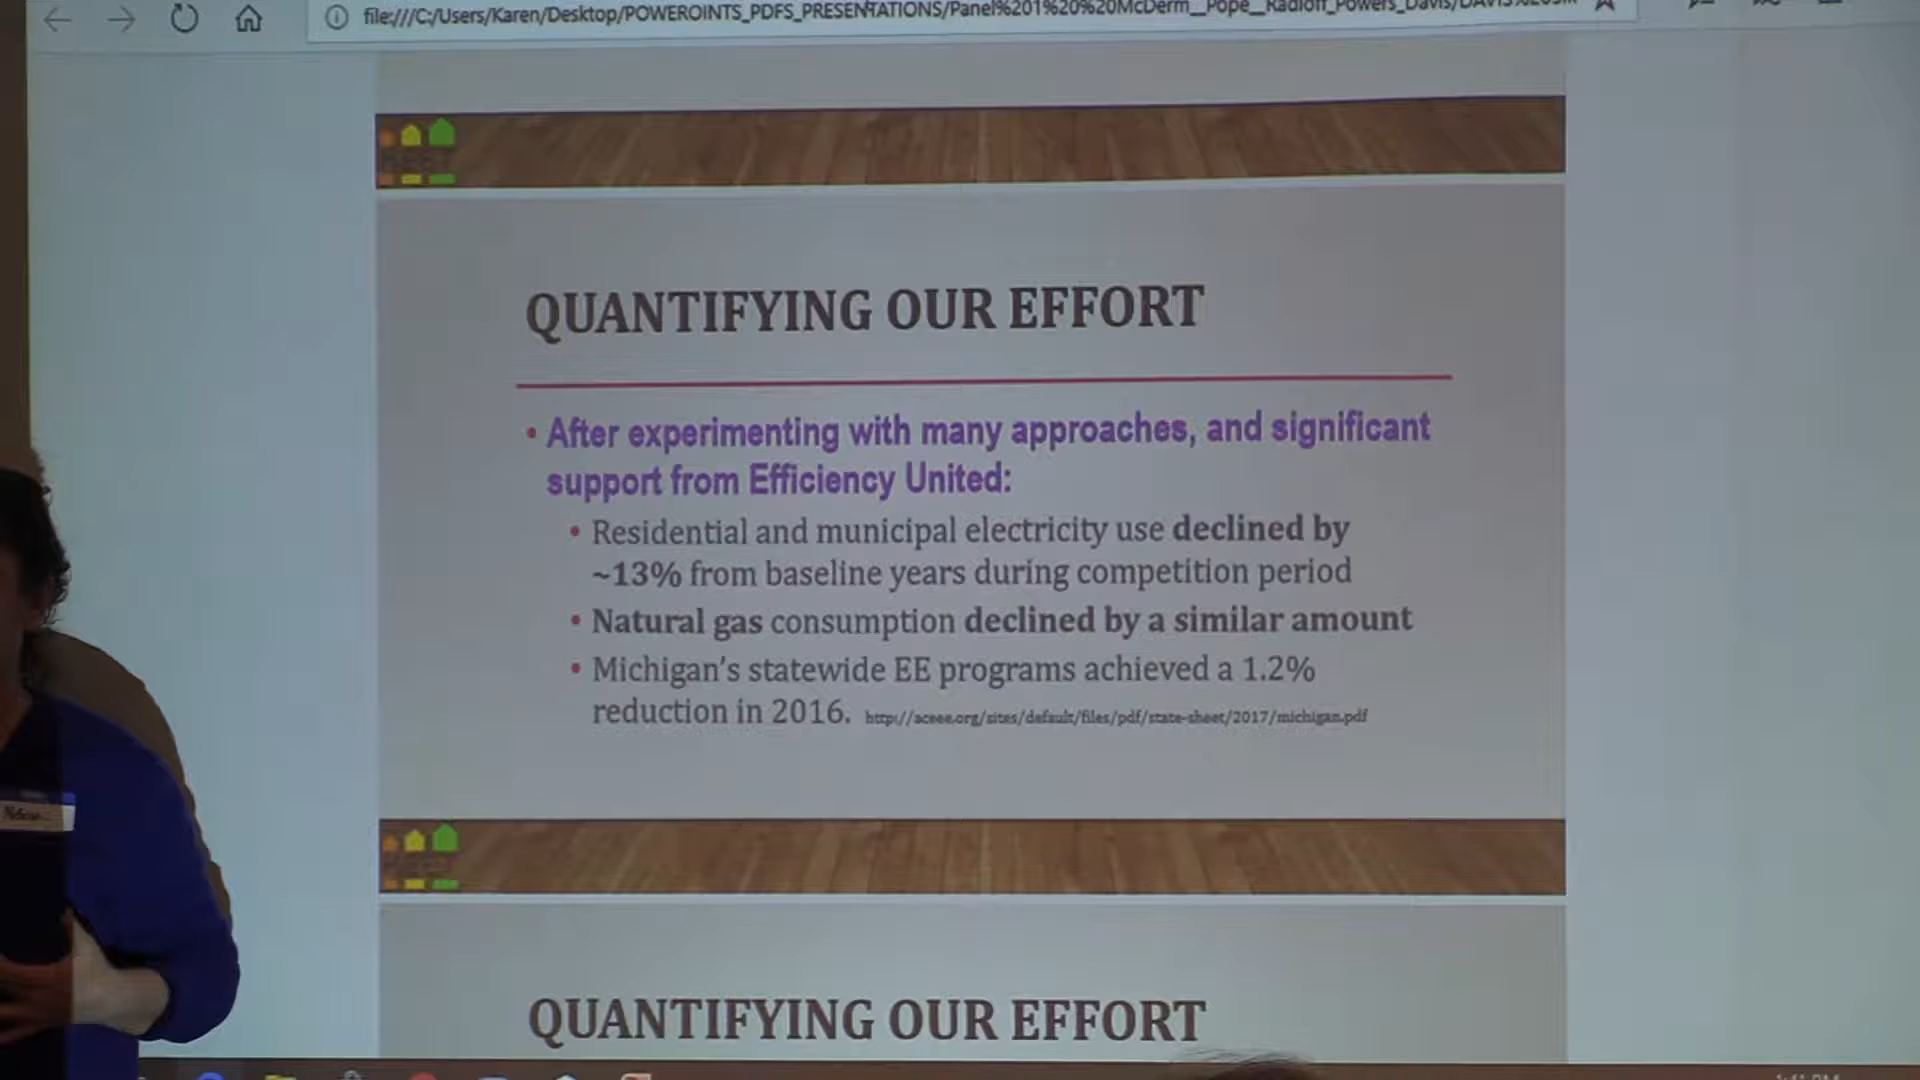 file:///C:/Users/Karen/Desktop/POWEROINTS_PDFS_PRESENTATIONS/Panel%201%20%20McDerm__Pope__Radloff_Powers_Davis/DAVIS%20
QUANTIFYING OUR EFFORT
• After experimenting with many approaches, and significant
support from Efficiency United:
• Residential and municipal electricity use declined by
~13% from baseline years during competition period
• Natural gas consumption declined by a similar amount
• Michigan's statewide EE programs achieved a 1.2%
reduction in 2016. http://aceee.org/sites/default/files/pdf/state-sheet/2017/michigan.pdf
QUANTIFYING OUR EFFORT